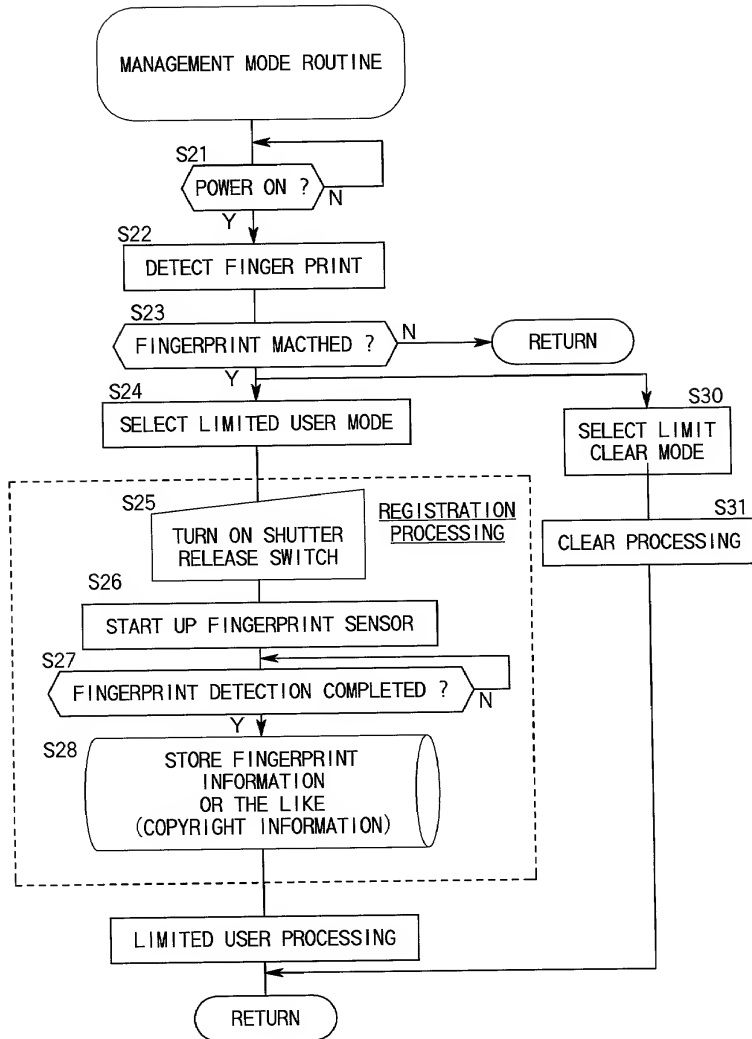 MANAGEMENT MODE ROUTINE
S21
POWER ON ?
N
Y
S22
DETECT FINGER PRINT
S23
FINGERPRINT MACTHED ?
N
RETURN
Y
S24
SELECT LIMITED USER MODE
S30
SELECT LIMIT
CLEAR MODE
S25
TURN ON SHUTTER
RELEASE SWITCH
REGISTRATION
PROCESSING
S31
CLEAR PROCESSING
S26
START UP FINGERPRINT SENSOR
S27
FINGERPRINT DETECTION COMPLETED ?
N
Y
S28
STORE FINGERPRINT
INFORMATION
OR THE LIKE
(COPYRIGHT INFORMATION)
LIMITED USER PROCESSING
RETURN